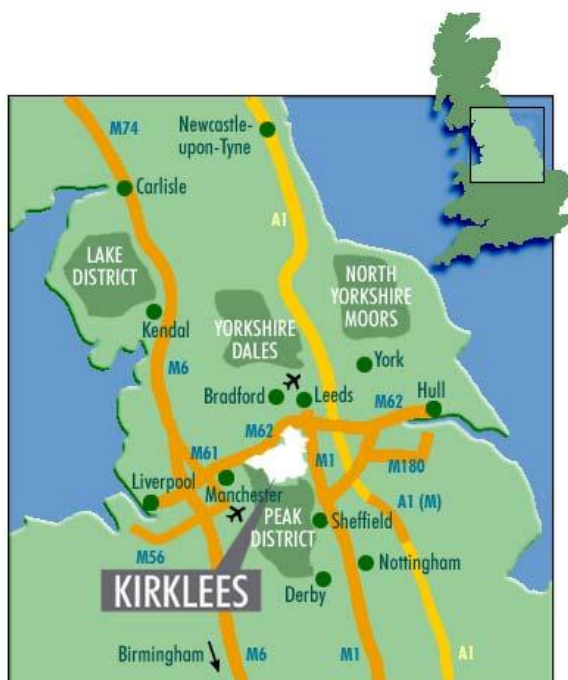 M74
Newcastle-
upon-Tyne
Carlisle
A1
LAKE
DISTRICT
NORTH
YORKSHIRE
MOORS
Kendal
YORKSHIRE
DALES
M6
York
Bradford
Leeds
Hull
M62
M62
M61
M1
M180
Liverpool
Manchester
A1 (M)
PEAK
DISTRICT
Sheffield
M56
Nottingham
KIRKLEES
Derby
Birmingham
M6
M1
A1